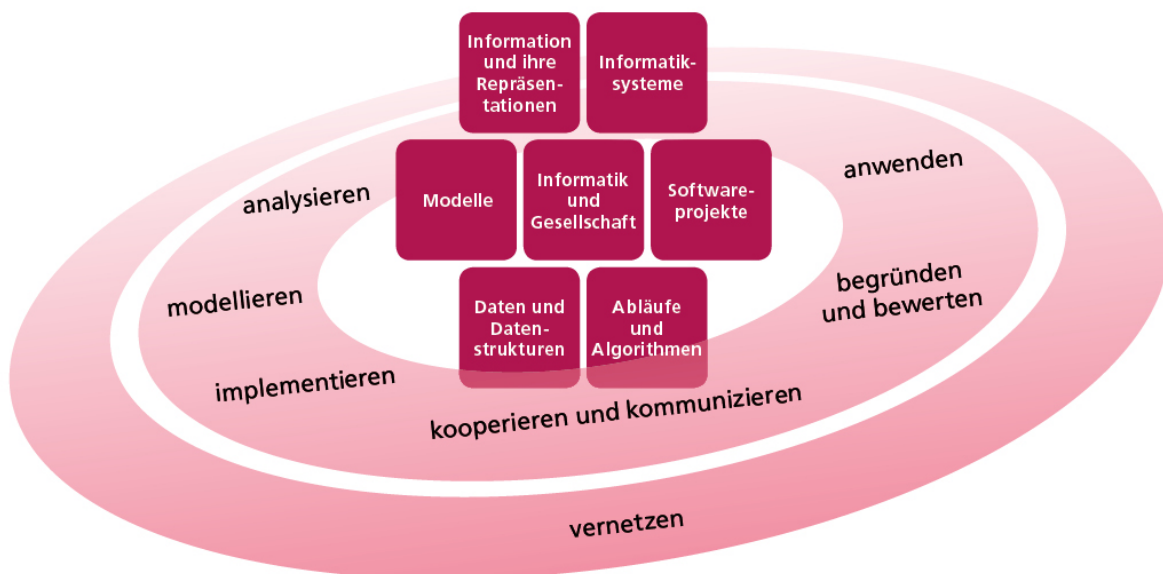 Information
und ihre
Repräsen-
tationen
Informatik-
systeme
Modelle
Informatik
und
Gesellschaft
Software-
projekte
Daten und
Daten-
strukturen
Abläufe
und
Algorithmen
analysieren
modellieren
implementieren
kooperieren und kommunizieren
begründen
und bewerten
anwenden
vernetzen